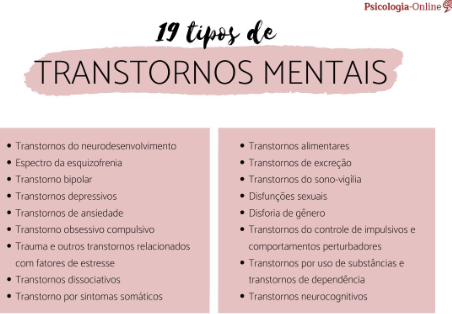 Psicologia-Online
19 tipos de
TRANSTORNOS MENTAIS
• Transtornos do neurodesenvolvimento
• Espectro da esquizofrenia
• Transtorno bipolar
• Transtornos depressivos
• Transtornos de ansiedade
• Transtorno obsessivo compulsivo
• Trauma e outros transtornos relacionados
com fatores de estresse
• Transtornos dissociativos
• Transtorno por sintomas somáticos
• Transtornos alimentares
• Transtornos de excreção
• Transtornos do sono-vigília
• Disfunções sexuais
• Disforia de gênero
• Transtornos do controle de impulsivos e
comportamentos perturbadores
• Transtornos por uso de substâncias e
transtornos de dependência
• Transtornos neurocognitivos